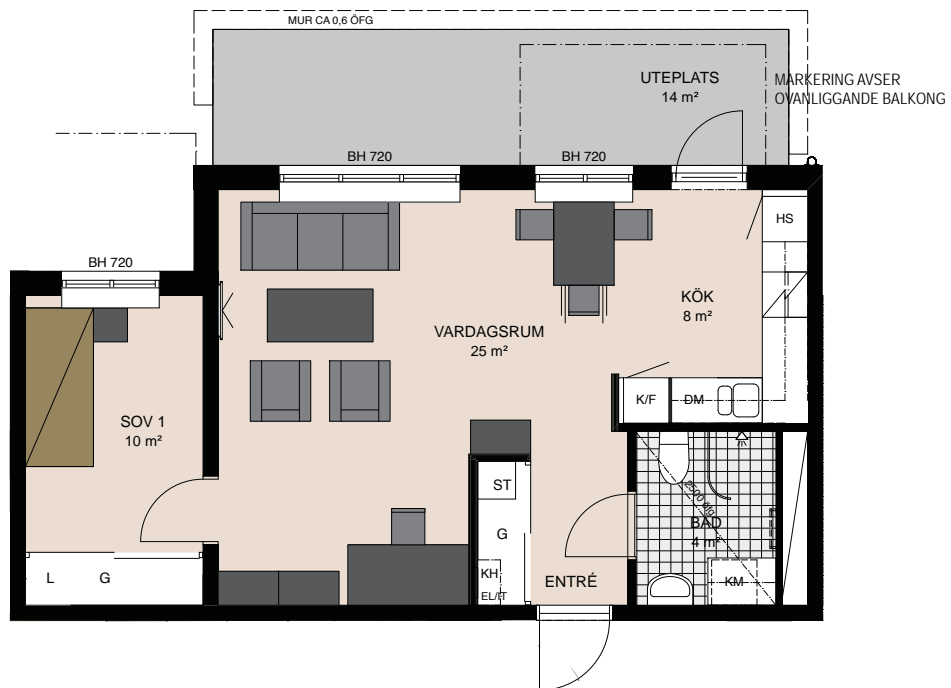 MUR CA 0,6 ÖFG
UTEPLATS
14 m²
MARKERING AVSER
OVANLIGGANDE BALKONG
BH 720
BH 720
HS
BH 720
KÖK
8 m²
VARDAGSRUM
25 m²
K/F
DM
SOV 1
10 m²
ST
2500 öfg
G
BAD
4 m²
L
G
KH
ENTRÉ
KM
EL/IT